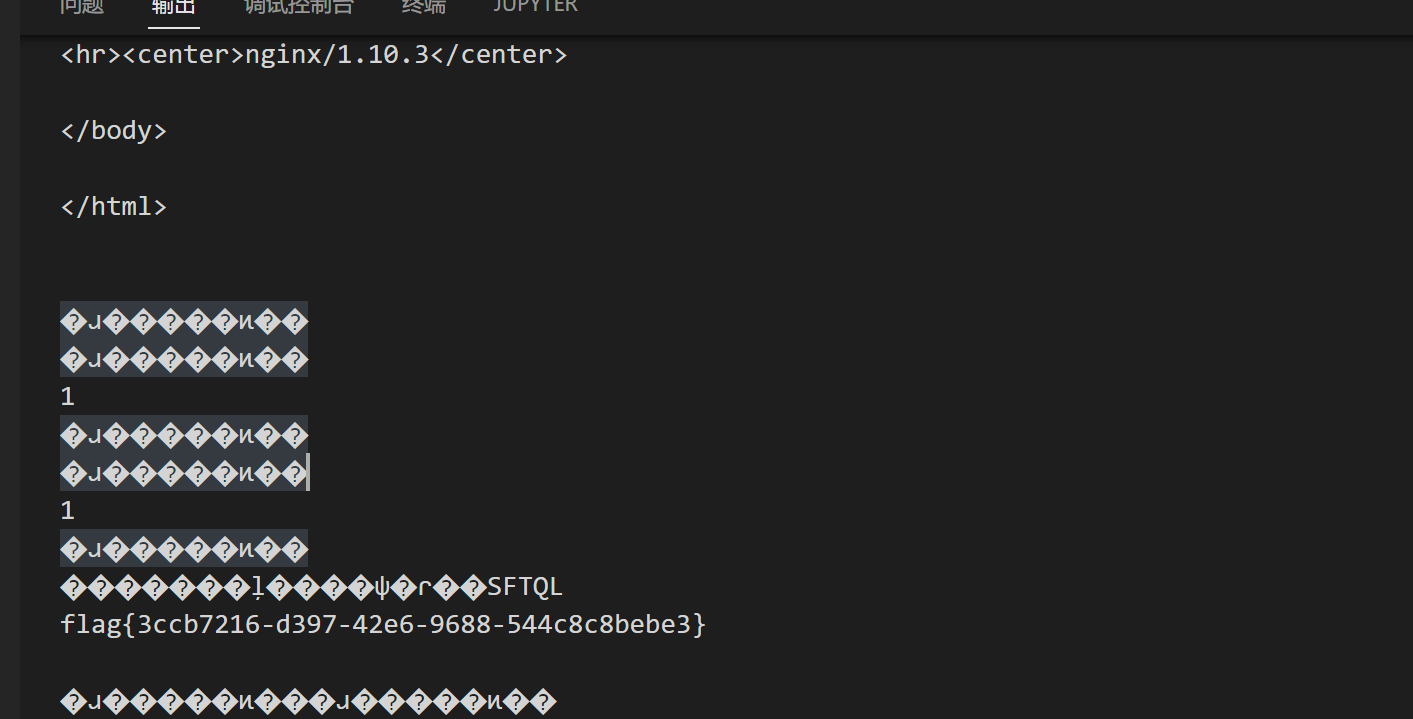 问题 输出 调试控制台 终端 JUPYTER
<hr><center>nginx/1.10.3</center>
</body>
</html>
�ﺭ�����ͷ��
�ﺭ�����ͷ��
1
�ﺭ�����ͷ��
�ﺭ�����ͷ��
1
�ﺭ�����ͷ��
�������ļ����ψ�ɾ��SFTQL
flag{3ccb7216-d397-42e6-9688-544c8c8bebe3}